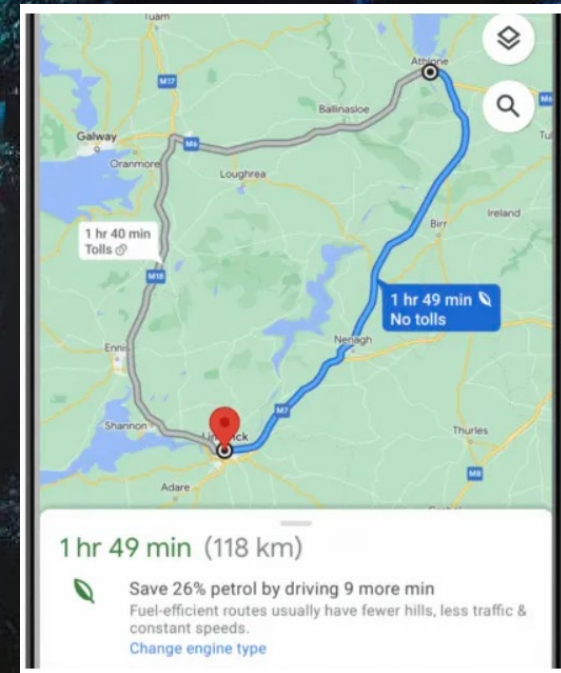 Tuam
M17
Athlone
Ballinasloe
M6
Galway
M6
Oranmore
Loughrea
Birr
Ireland
1 hr 40 min
Tolls
M18
1 hr 49 min
No tolls
Nenagh
Ennis
M7
Shannon
Thurles
Adare
M8
1 hr 49 min (118 km)
Save 26% petrol by driving 9 more min
Fuel-efficient routes usually have fewer hills, less traffic &
constant speeds.
Change engine type